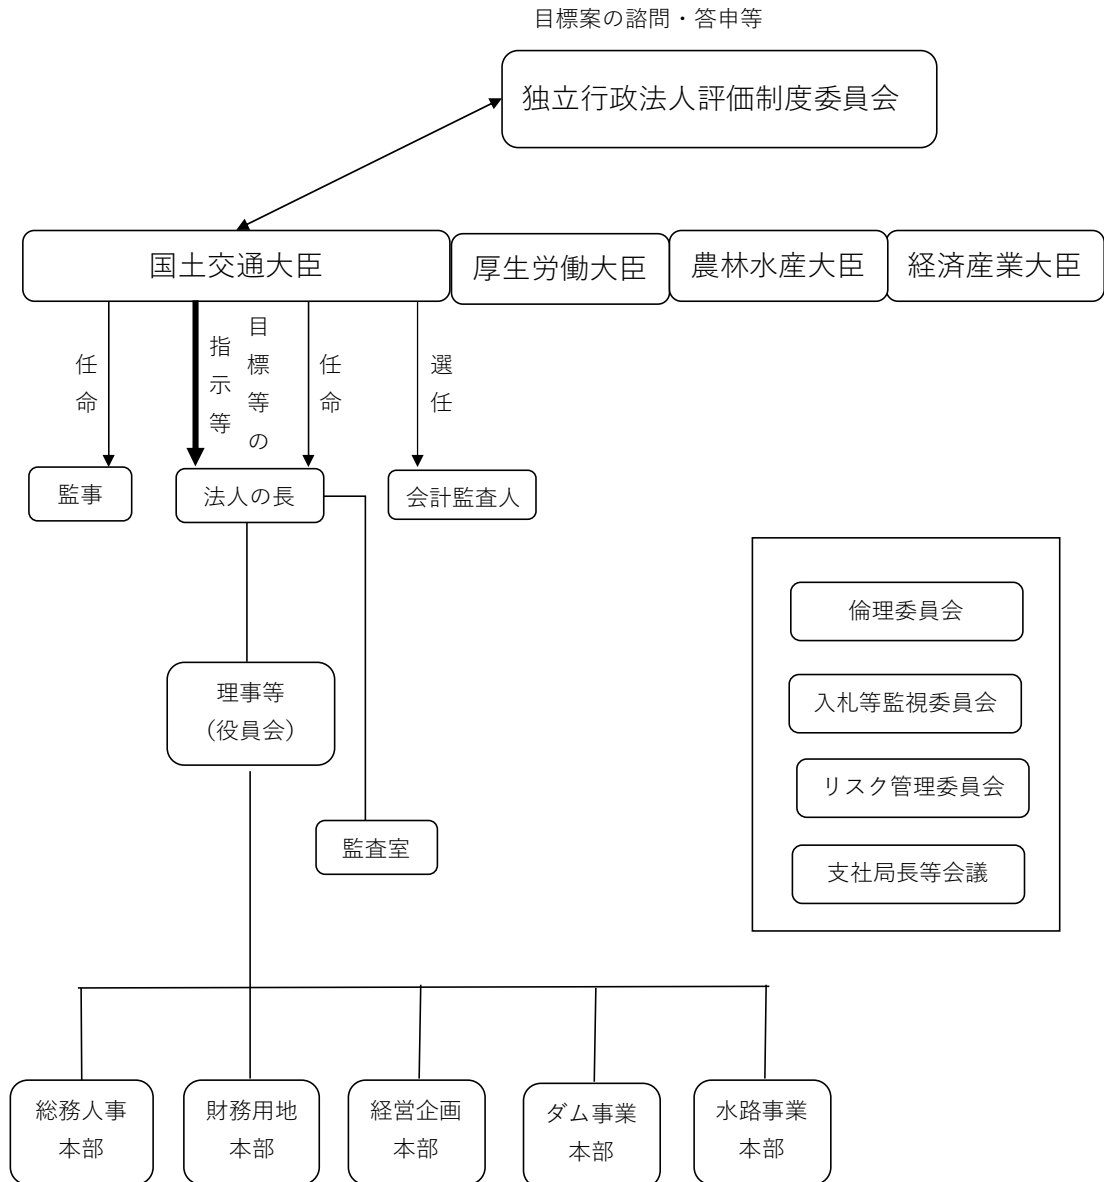 目標案の諮問・答申等
独立行政法人評価制度委員会
国土交通大臣
厚生労働大臣
農林水産大臣
経済産業大臣
任命
目標等の
指示等
任命
選任
監事
法人の長
会計監査人
倫理委員会
入札等監視委員会
リスク管理委員会
支社局長等会議
理事等
（役員会）
監査室
総務人事
本部
財務用地
本部
経営企画
本部
ダム事業
本部
水路事業
本部